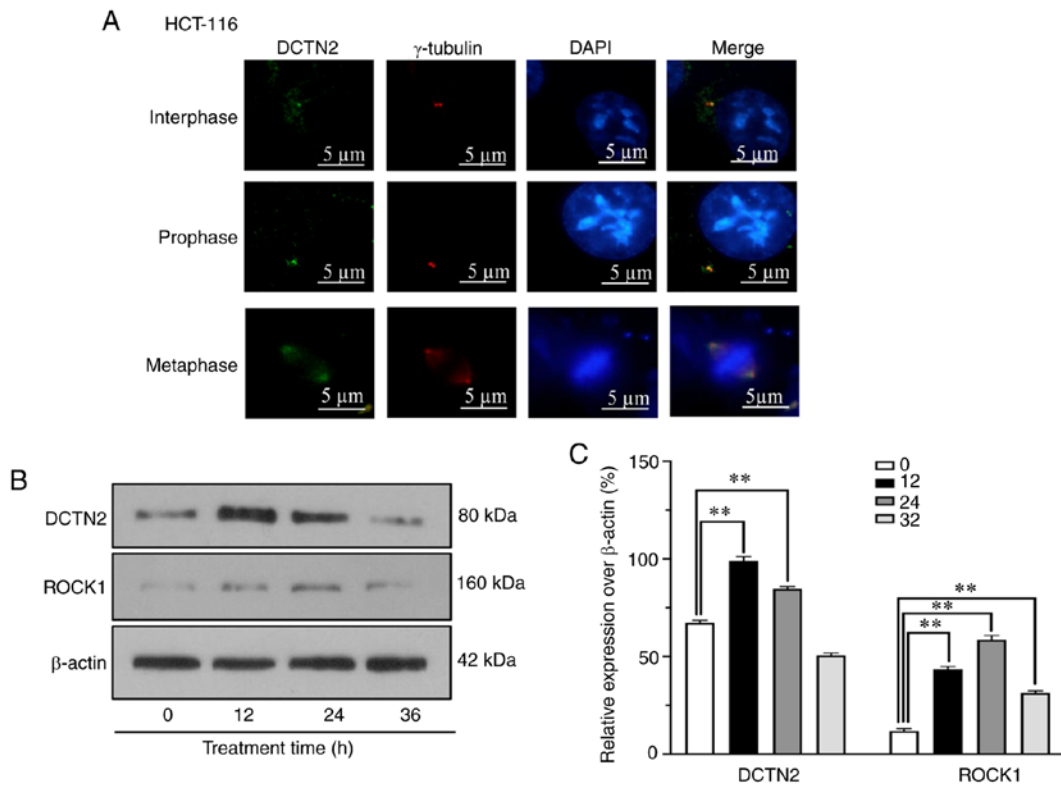 A
HCT-116
DCTN2 γ-tubulin DAPI Merge
Interphase
5 μm 5 μm 5 μm 5 μm
Prophase
5 μm 5 μm 5 μm 5 μm
Metaphase
5 μm 5 μm 5 μm 5μm
B
DCTN2 80 kDa
ROCK1 160 kDa
β-actin 42 kDa
0 12 24 36
Treatment time (h)
C
Relative expression over β-actin (%)
150
100
50
0
0
12
24
32
** **
** ** **
DCTN2 ROCK1